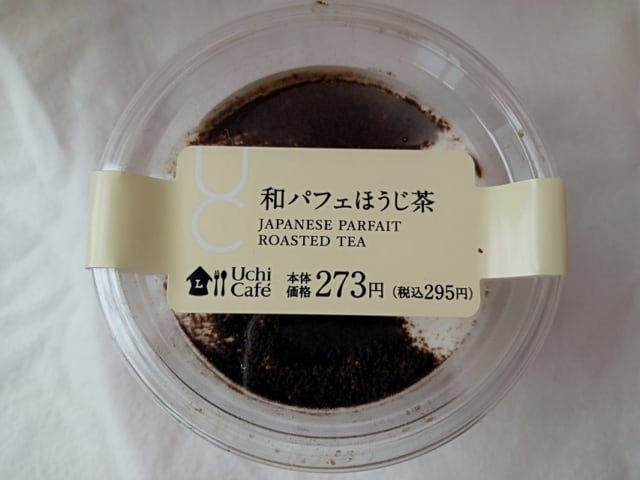 UC
和パフェほうじ茶
JAPANESE PARFAIT
ROASTED TEA
L
Uchi
Café
本体
価格 273円 (税込295円)